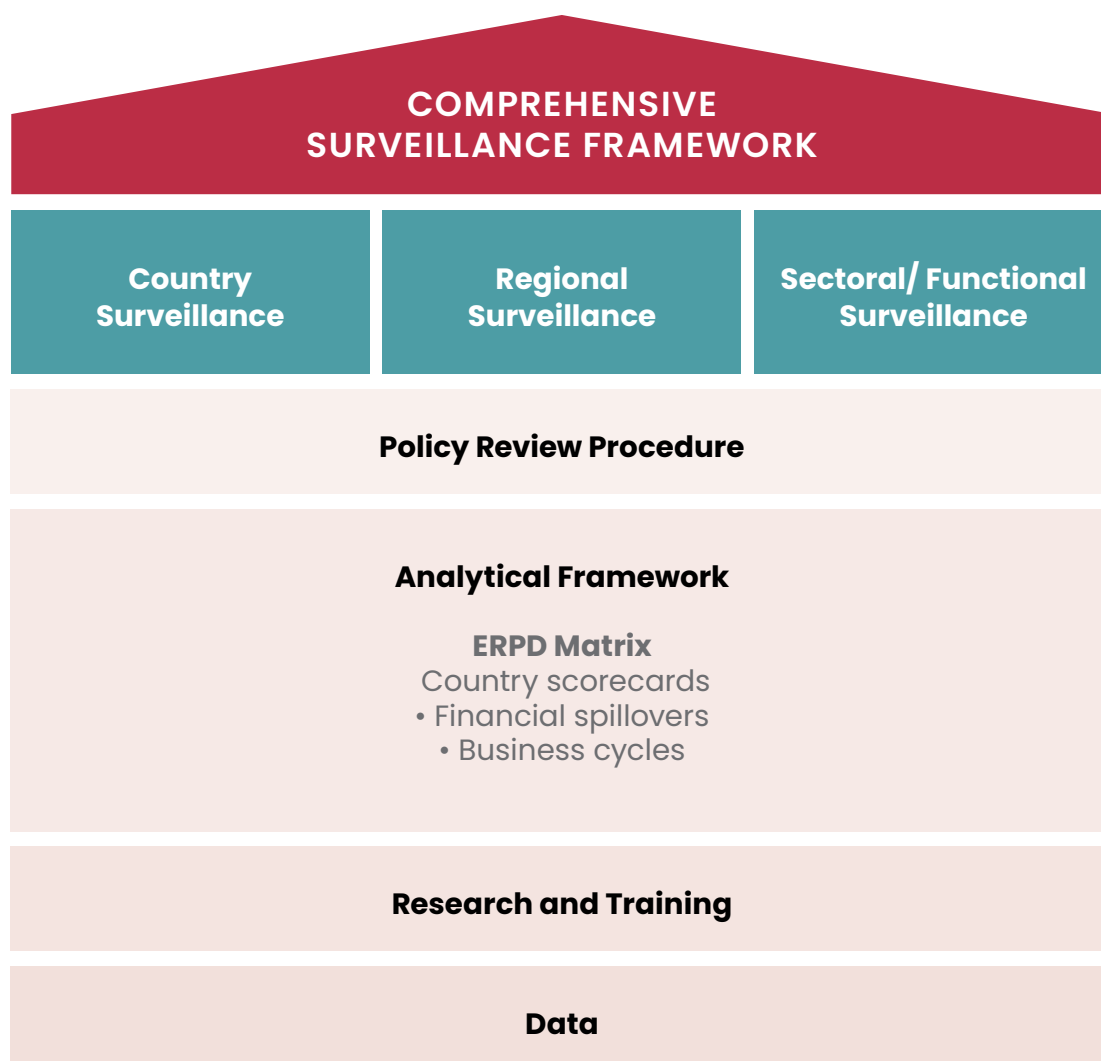 COMPREHENSIVE
SURVEILLANCE FRAMEWORK
Country
Surveillance
Regional
Surveillance
Sectoral/ Functional
Surveillance
Policy Review Procedure
Analytical Framework
ERPD Matrix
Country scorecards
• Financial spillovers
• Business cycles
Research and Training
Data